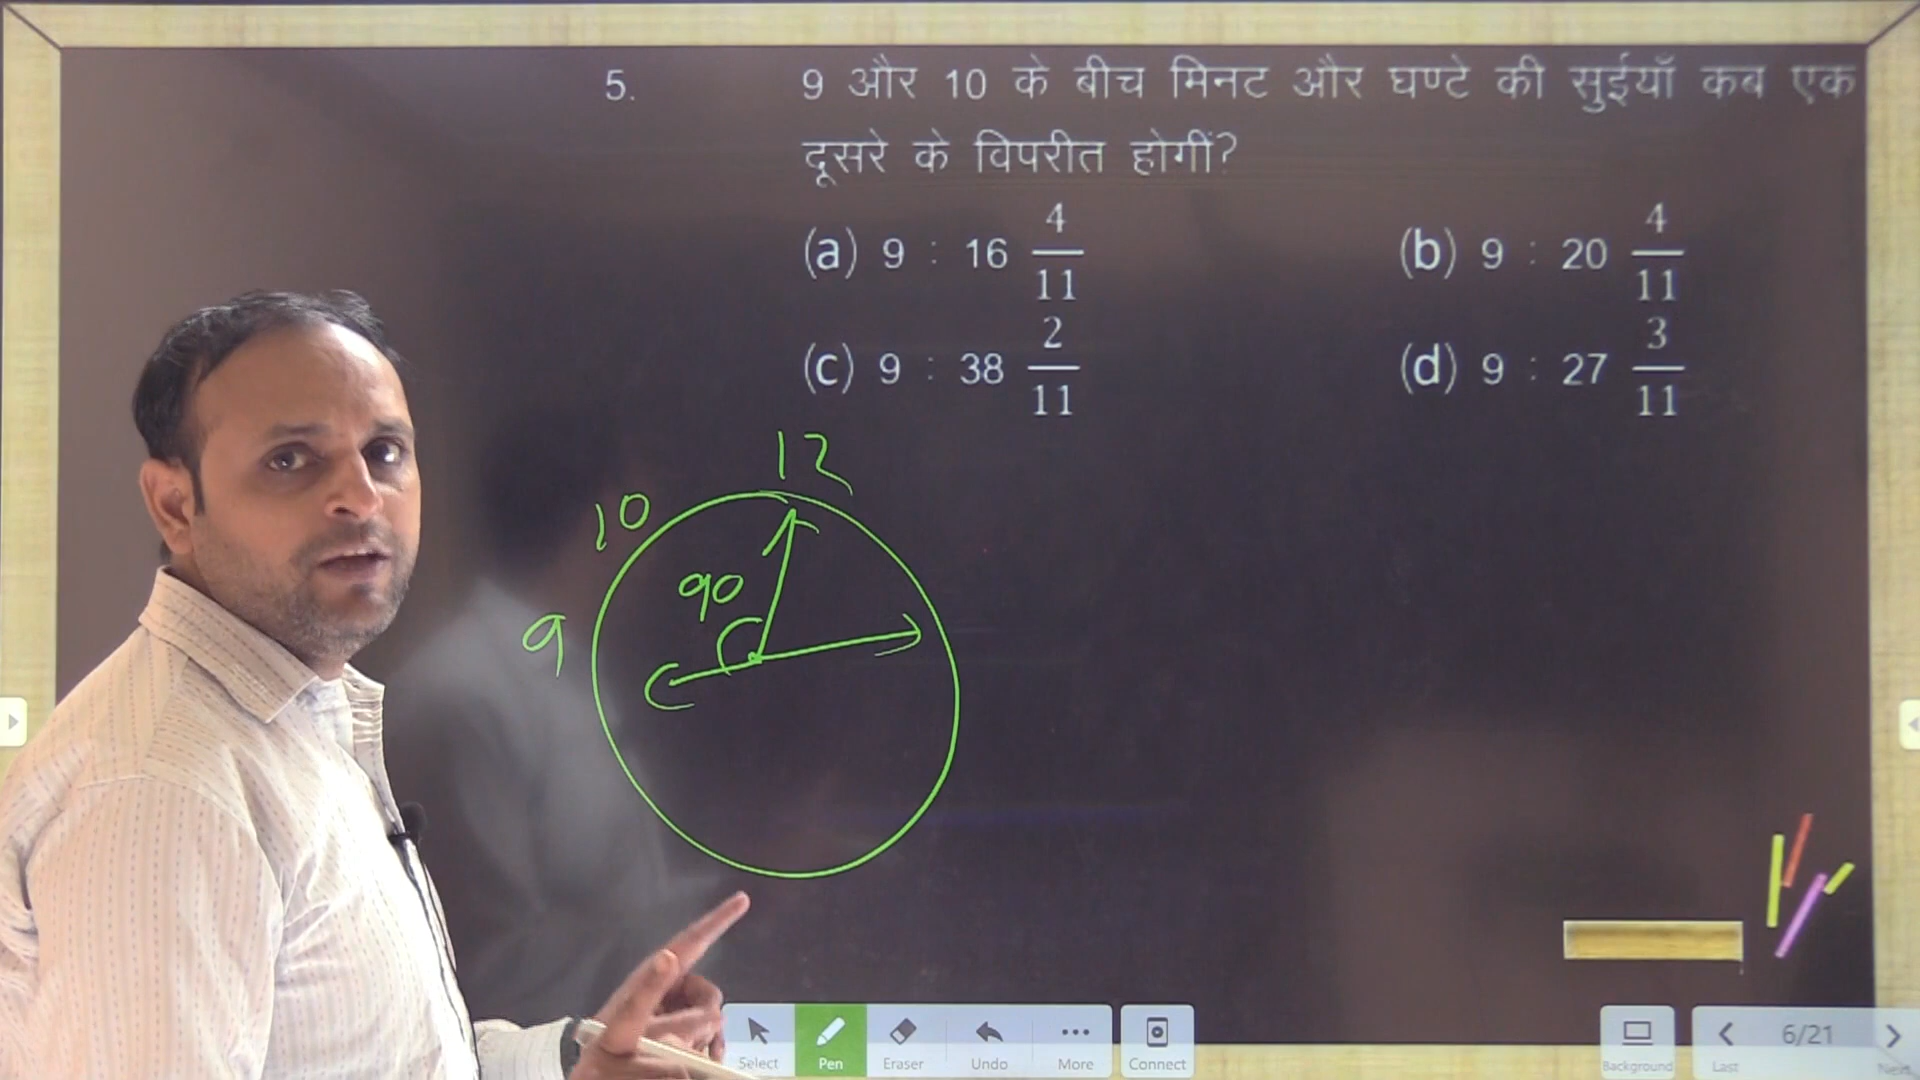 5. 9 और 10 के बीच मिनट और घण्टे की सुईयाँ कब एक
दूसरे के विपरीत होगीं?
(a) 9 : 16 4/11 (b) 9 : 20 4/11
(c) 9 : 38 2/11 (d) 9 : 27 3/11
12
10
90
9
Select Pen Eraser Undo More Connect Background Last 6/21 Next